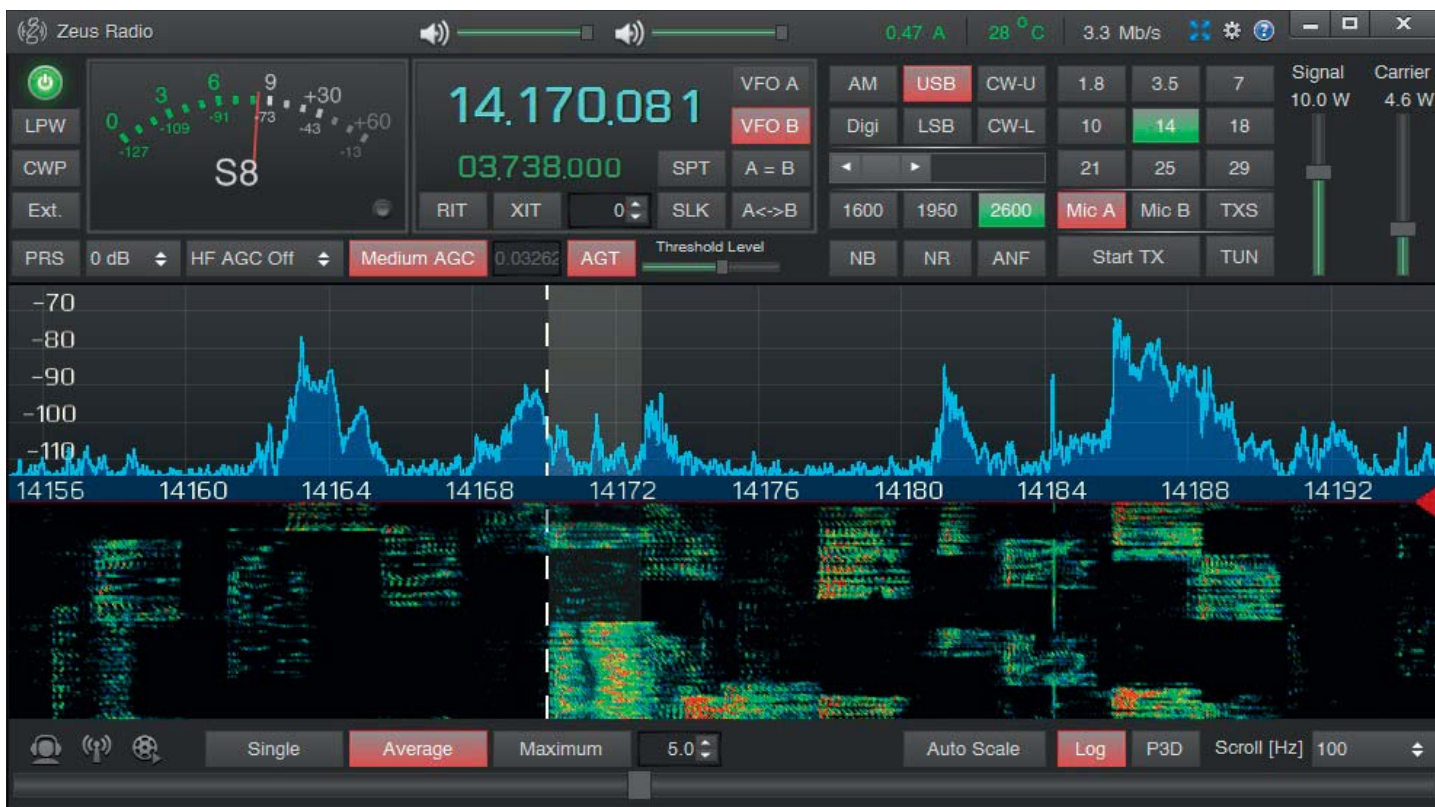 Zeus Radio 0.47 A 28 °C 3.3 Mb/s
14.170.081
03.738.000
VFO A
VFO B
SPT A = B
RIT XIT 0 SLK A<->B
LPW
CWP
Ext.
0 3 6 9 +30 +60
-127 -109 -91 -73 -43 -13
S8
AM USB CW-U
Digi LSB CW-L
1600 1950 2600
NB NR ANF
1.8 3.5 7
10 14 18
21 25 29
Mic A Mic B TXS
Start TX TUN
Signal Carrier
10.0 W 4.6 W
PRS 0 dB HF AGC Off Medium AGC 0.03262 AGT Threshold Level
-70
-80
-90
-100
-110
14156 14160 14164 14168 14172 14176 14180 14184 14188 14192
Single Average Maximum 5.0 Auto Scale Log P3D Scroll [Hz] 100